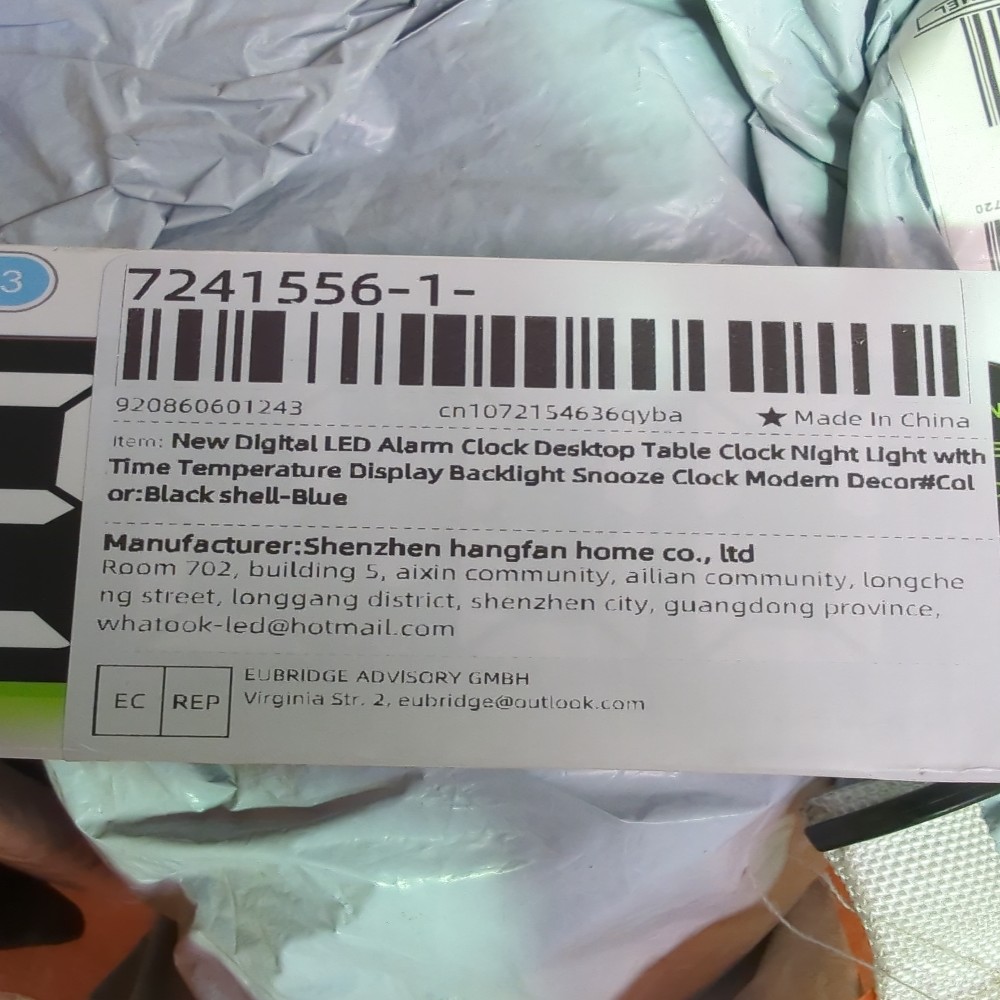 3
7241556-1-
920860601243 cn1072154636qyba ★ Made In China
item: New Digital LED Alarm Clock Desktop Table Clock Night Light with
Time Temperature Display Backlight Snooze Clock Modern Decor#Col
or:Black shell-Blue
Manufacturer:Shenzhen hangfan home co., ltd
Room 702, building 5, aixin community, ailian community, longche
ng street, longgang district, shenzhen city, guangdong province,
whatook-led@hotmail.com
EC REP
EUBRIDGE ADVISORY GMBH
Virginia Str. 2, eubridge@outlook.com